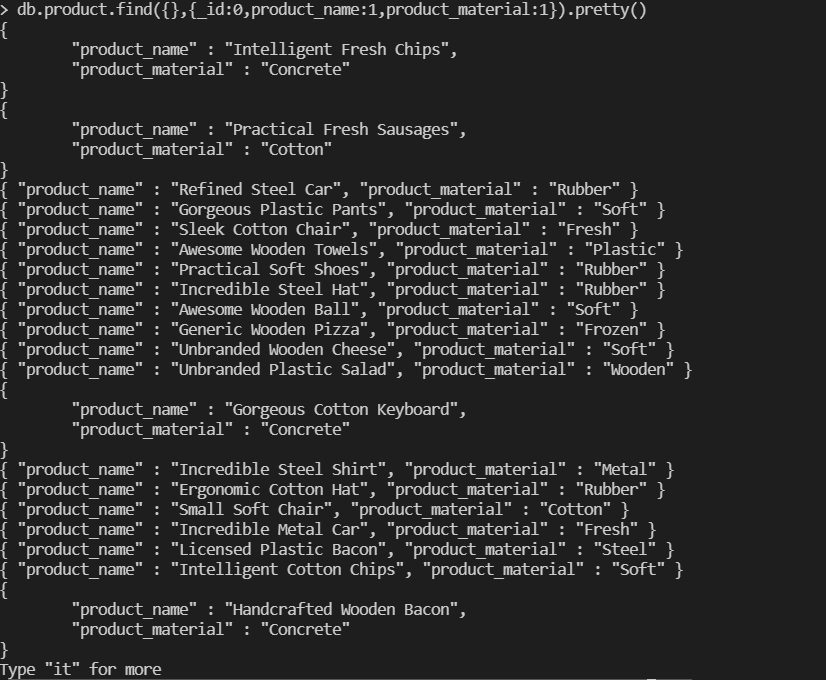 > db.product.find({},{_id:0,product_name:1,product_material:1}).pretty()
{
        "product_name" : "Intelligent Fresh Chips",
        "product_material" : "Concrete"
}
{
        "product_name" : "Practical Fresh Sausages",
        "product_material" : "Cotton"
}
{ "product_name" : "Refined Steel Car", "product_material" : "Rubber" }
{ "product_name" : "Gorgeous Plastic Pants", "product_material" : "Soft" }
{ "product_name" : "Sleek Cotton Chair", "product_material" : "Fresh" }
{ "product_name" : "Awesome Wooden Towels", "product_material" : "Plastic" }
{ "product_name" : "Practical Soft Shoes", "product_material" : "Rubber" }
{ "product_name" : "Incredible Steel Hat", "product_material" : "Rubber" }
{ "product_name" : "Awesome Wooden Ball", "product_material" : "Soft" }
{ "product_name" : "Generic Wooden Pizza", "product_material" : "Frozen" }
{ "product_name" : "Unbranded Wooden Cheese", "product_material" : "Soft" }
{ "product_name" : "Unbranded Plastic Salad", "product_material" : "Wooden" }
{
        "product_name" : "Gorgeous Cotton Keyboard",
        "product_material" : "Concrete"
}
{ "product_name" : "Incredible Steel Shirt", "product_material" : "Metal" }
{ "product_name" : "Ergonomic Cotton Hat", "product_material" : "Rubber" }
{ "product_name" : "Small Soft Chair", "product_material" : "Cotton" }
{ "product_name" : "Incredible Metal Car", "product_material" : "Fresh" }
{ "product_name" : "Licensed Plastic Bacon", "product_material" : "Steel" }
{ "product_name" : "Intelligent Cotton Chips", "product_material" : "Soft" }
{
        "product_name" : "Handcrafted Wooden Bacon",
        "product_material" : "Concrete"
}
Type "it" for more